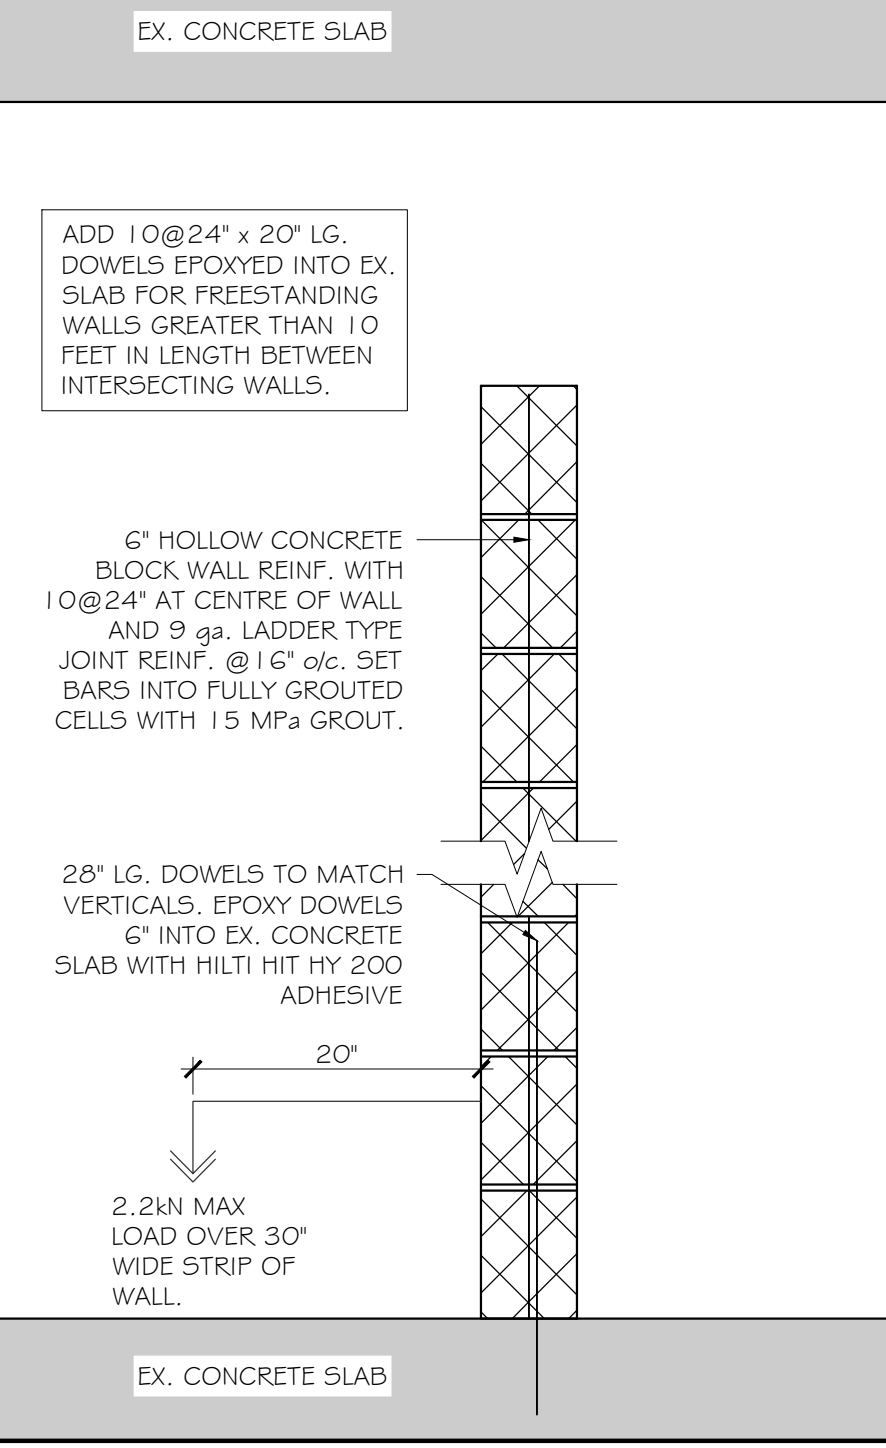 EX. CONCRETE SLAB
ADD 10@24" x 20" LG.
DOWELS EPOXYED INTO EX.
SLAB FOR FREESTANDING
WALLS GREATER THAN 10
FEET IN LENGTH BETWEEN
INTERSECTING WALLS.
6" HOLLOW CONCRETE
BLOCK WALL REINF. WITH
10@24" AT CENTRE OF WALL
AND 9 ga. LADDER TYPE
JOINT REINF. @16" o/c. SET
BARS INTO FULLY GROUTED
CELLS WITH 15 MPa GROUT.
28" LG. DOWELS TO MATCH
VERTICALS. EPOXY DOWELS
6" INTO EX. CONCRETE
SLAB WITH HILTI HIT HY 200
ADHESIVE
20"
2.2kN MAX
LOAD OVER 30"
WIDE STRIP OF
WALL.
EX. CONCRETE SLAB